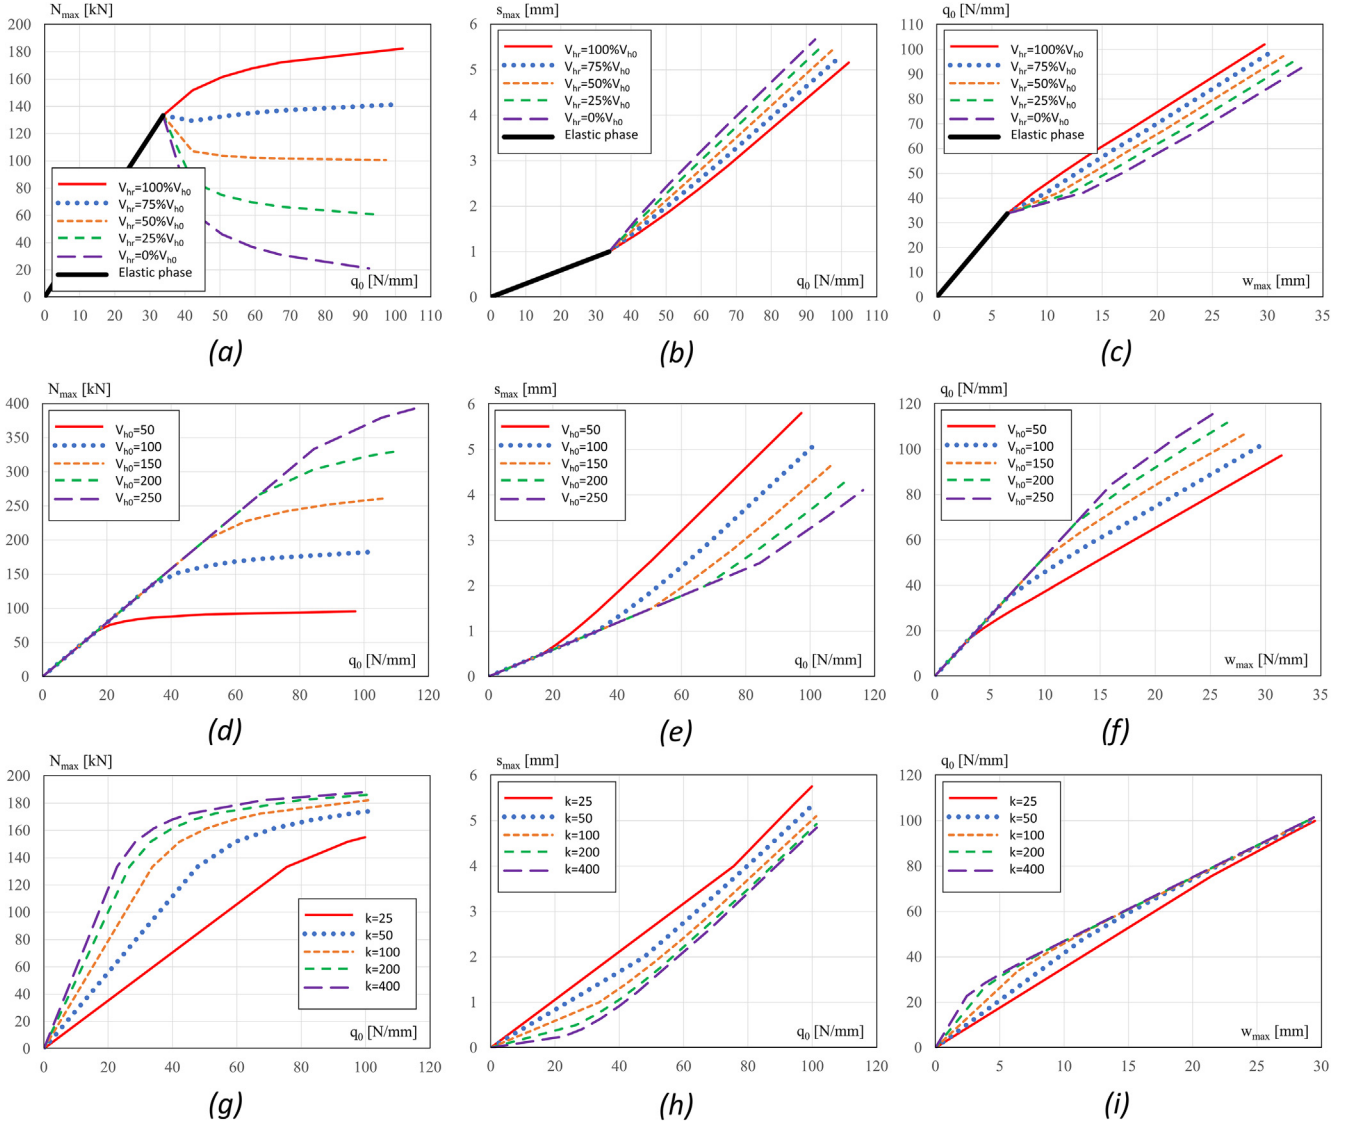 N_max [kN]
200
180
160
140
120
100
80
60
40
20
0
V_hr=100%V_h0
V_hr=75%V_h0
V_hr=50%V_h0
V_hr=25%V_h0
V_hr=0%V_h0
Elastic phase
q_0 [N/mm]
0 10 20 30 40 50 60 70 80 90 100 110
(a)
s_max [mm]
6
5
4
3
2
1
0
V_hr=100%V_h0
V_hr=75%V_h0
V_hr=50%V_h0
V_hr=25%V_h0
V_hr=0%V_h0
Elastic phase
q_0 [N/mm]
0 10 20 30 40 50 60 70 80 90 100 110
(b)
q_0 [N/mm]
110
100
90
80
70
60
50
40
30
20
10
0
V_hr=100%V_h0
V_hr=75%V_h0
V_hr=50%V_h0
V_hr=25%V_h0
V_hr=0%V_h0
Elastic phase
w_max [mm]
0 5 10 15 20 25 30 35
(c)
N_max [kN]
400
350
300
250
200
150
100
50
0
V_h0=50
V_h0=100
V_h0=150
V_h0=200
V_h0=250
q_0 [N/mm]
0 20 40 60 80 100 120
(d)
s_max [mm]
6
5
4
3
2
1
0
V_h0=50
V_h0=100
V_h0=150
V_h0=200
V_h0=250
q_0 [N/mm]
0 20 40 60 80 100 120
(e)
q_0 [N/mm]
120
100
80
60
40
20
0
V_h0=50
V_h0=100
V_h0=150
V_h0=200
V_h0=250
w_max [N/mm]
0 5 10 15 20 25 30 35
(f)
N_max [kN]
200
180
160
140
120
100
80
60
40
20
0
k=25
k=50
k=100
k=200
k=400
q_0 [N/mm]
0 20 40 60 80 100 120
(g)
s_max [mm]
6
5
4
3
2
1
0
k=25
k=50
k=100
k=200
k=400
q_0 [N/mm]
0 20 40 60 80 100 120
(h)
q_0 [N/mm]
120
100
80
60
40
20
0
k=25
k=50
k=100
k=200
k=400
w_max [mm]
0 5 10 15 20 25 30
(i)